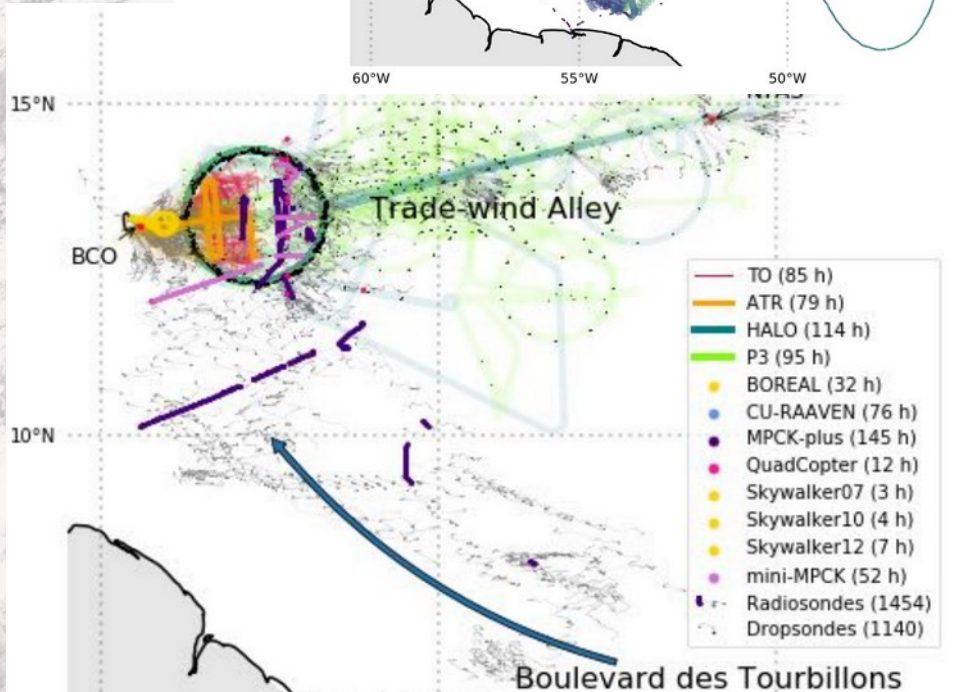 60°W 55°W 50°W
NTAS
15°N
Trade-wind Alley
BCO
TO (85 h)
ATR (79 h)
HALO (114 h)
P3 (95 h)
BOREAL (32 h)
CU-RAAVEN (76 h)
MPCK-plus (145 h)
QuadCopter (12 h)
Skywalker07 (3 h)
Skywalker10 (4 h)
Skywalker12 (7 h)
mini-MPCK (52 h)
Radiosondes (1454)
Dropsondes (1140)
10°N
Boulevard des Tourbillons